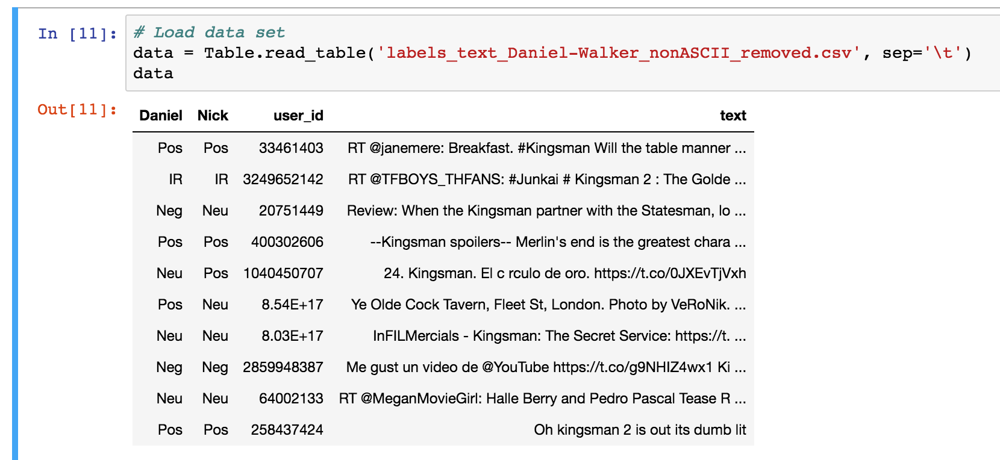 In [11]:
# Load data set
data = Table.read_table('labels_text_Daniel-Walker_nonASCII_removed.csv', sep='\t')
data
Out[11]:
Daniel Nick user_id text
Pos Pos 33461403 RT @janemere: Breakfast. #Kingsman Will the table manner ...
IR IR 3249652142 RT @TFBOYS_THFANS: #Junkai # Kingsman 2 : The Golde ...
Neg Neu 20751449 Review: When the Kingsman partner with the Statesman, lo ...
Pos Pos 400302606 --Kingsman spoilers-- Merlin's end is the greatest chara ...
Neu Pos 1040450707 24. Kingsman. El c rculo de oro. https://t.co/0JXEvTjVxh
Pos Neu 8.54E+17 Ye Olde Cock Tavern, Fleet St, London. Photo by VeRoNik. ...
Neu Neu 8.03E+17 InFILMercials - Kingsman: The Secret Service: https://t. ...
Neg Neg 2859948387 Me gust un video de @YouTube https://t.co/g9NHIZ4wx1 Ki ...
Neu Neu 64002133 RT @MeganMovieGirl: Halle Berry and Pedro Pascal Tease R ...
Pos Pos 258437424 Oh kingsman 2 is out its dumb lit